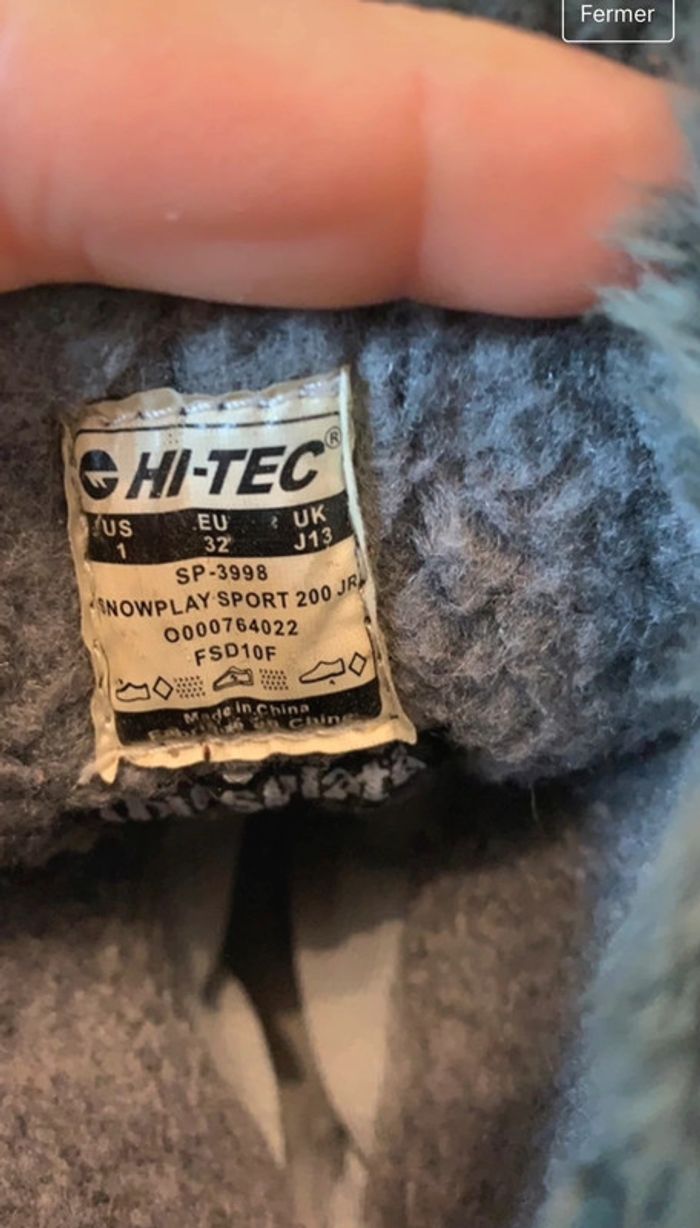 Fermer
HI-TEC®
US EU UK
1 32 J13
SP-3998
SNOWPLAY SPORT 200 JR
O000764022
FSD10F
Made in China
China